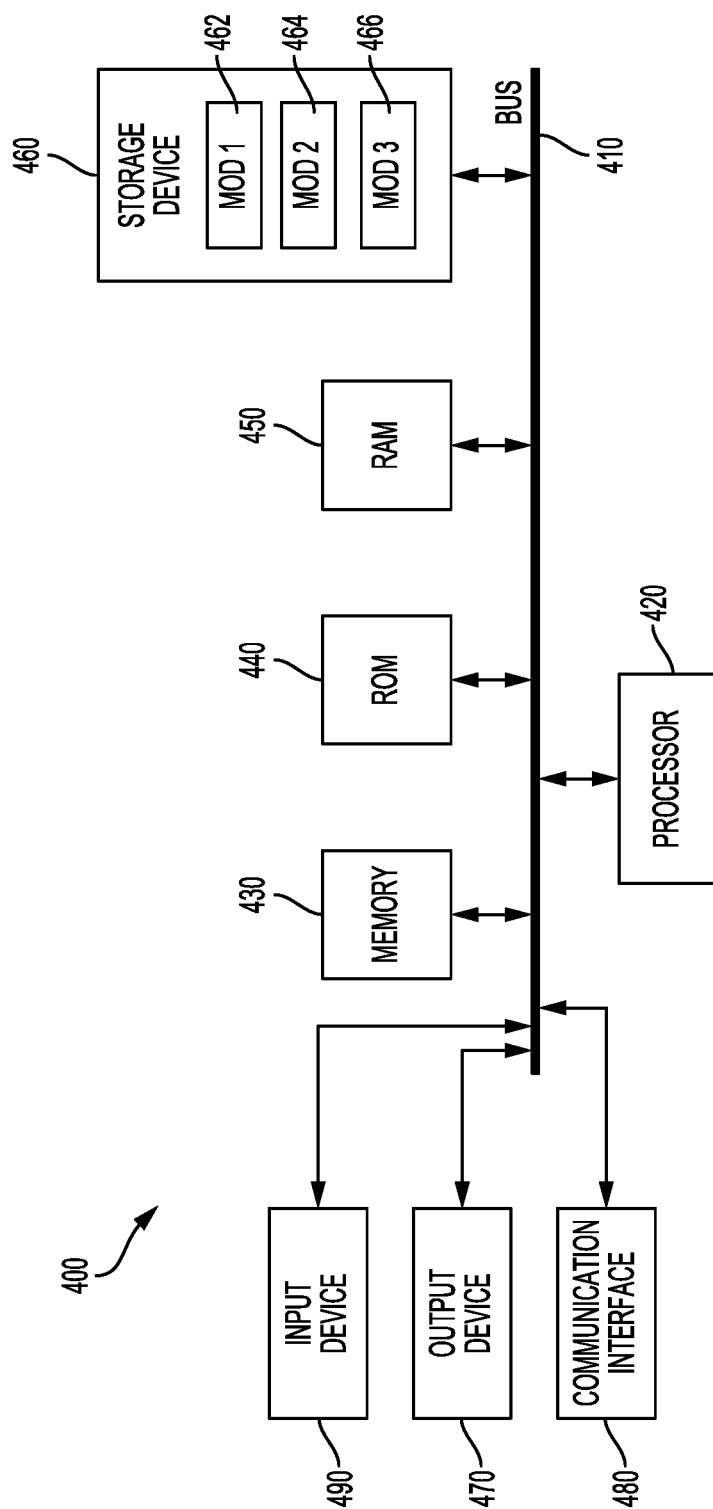 400
490
INPUT
DEVICE
470
OUTPUT
DEVICE
480
COMMUNICATION
INTERFACE
430
MEMORY
440
ROM
450
RAM
460
STORAGE
DEVICE
MOD 1
462
MOD 2
464
MOD 3
466
BUS
410
420
PROCESSOR